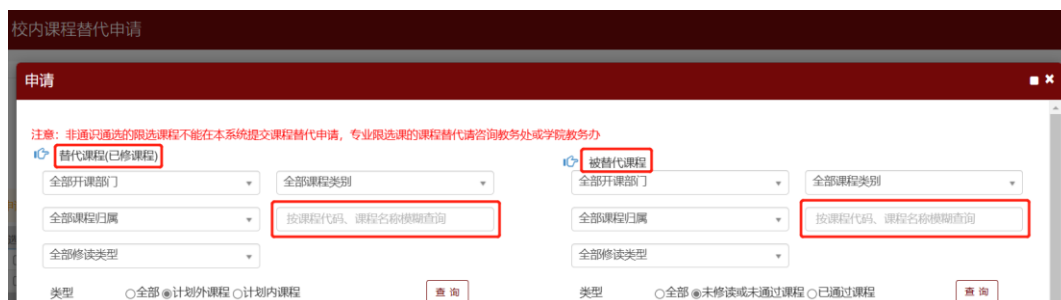 校内课程替代申请
申请
注意：非通识通选的限选课程不能在本系统提交课程替代申请，专业限选课的课程替代请咨询教务处或学院教务办
替代课程(已修课程)
被替代课程
全部开课部门 全部课程类别 全部开课部门 全部课程类别
全部课程归属 按课程代码、课程名称模糊查询 全部课程归属 按课程代码、课程名称模糊查询
全部修读类型 全部修读类型
类型 全部 计划外课程 计划内课程 查询 类型 全部 未修读或未通过课程 已通过课程 查询